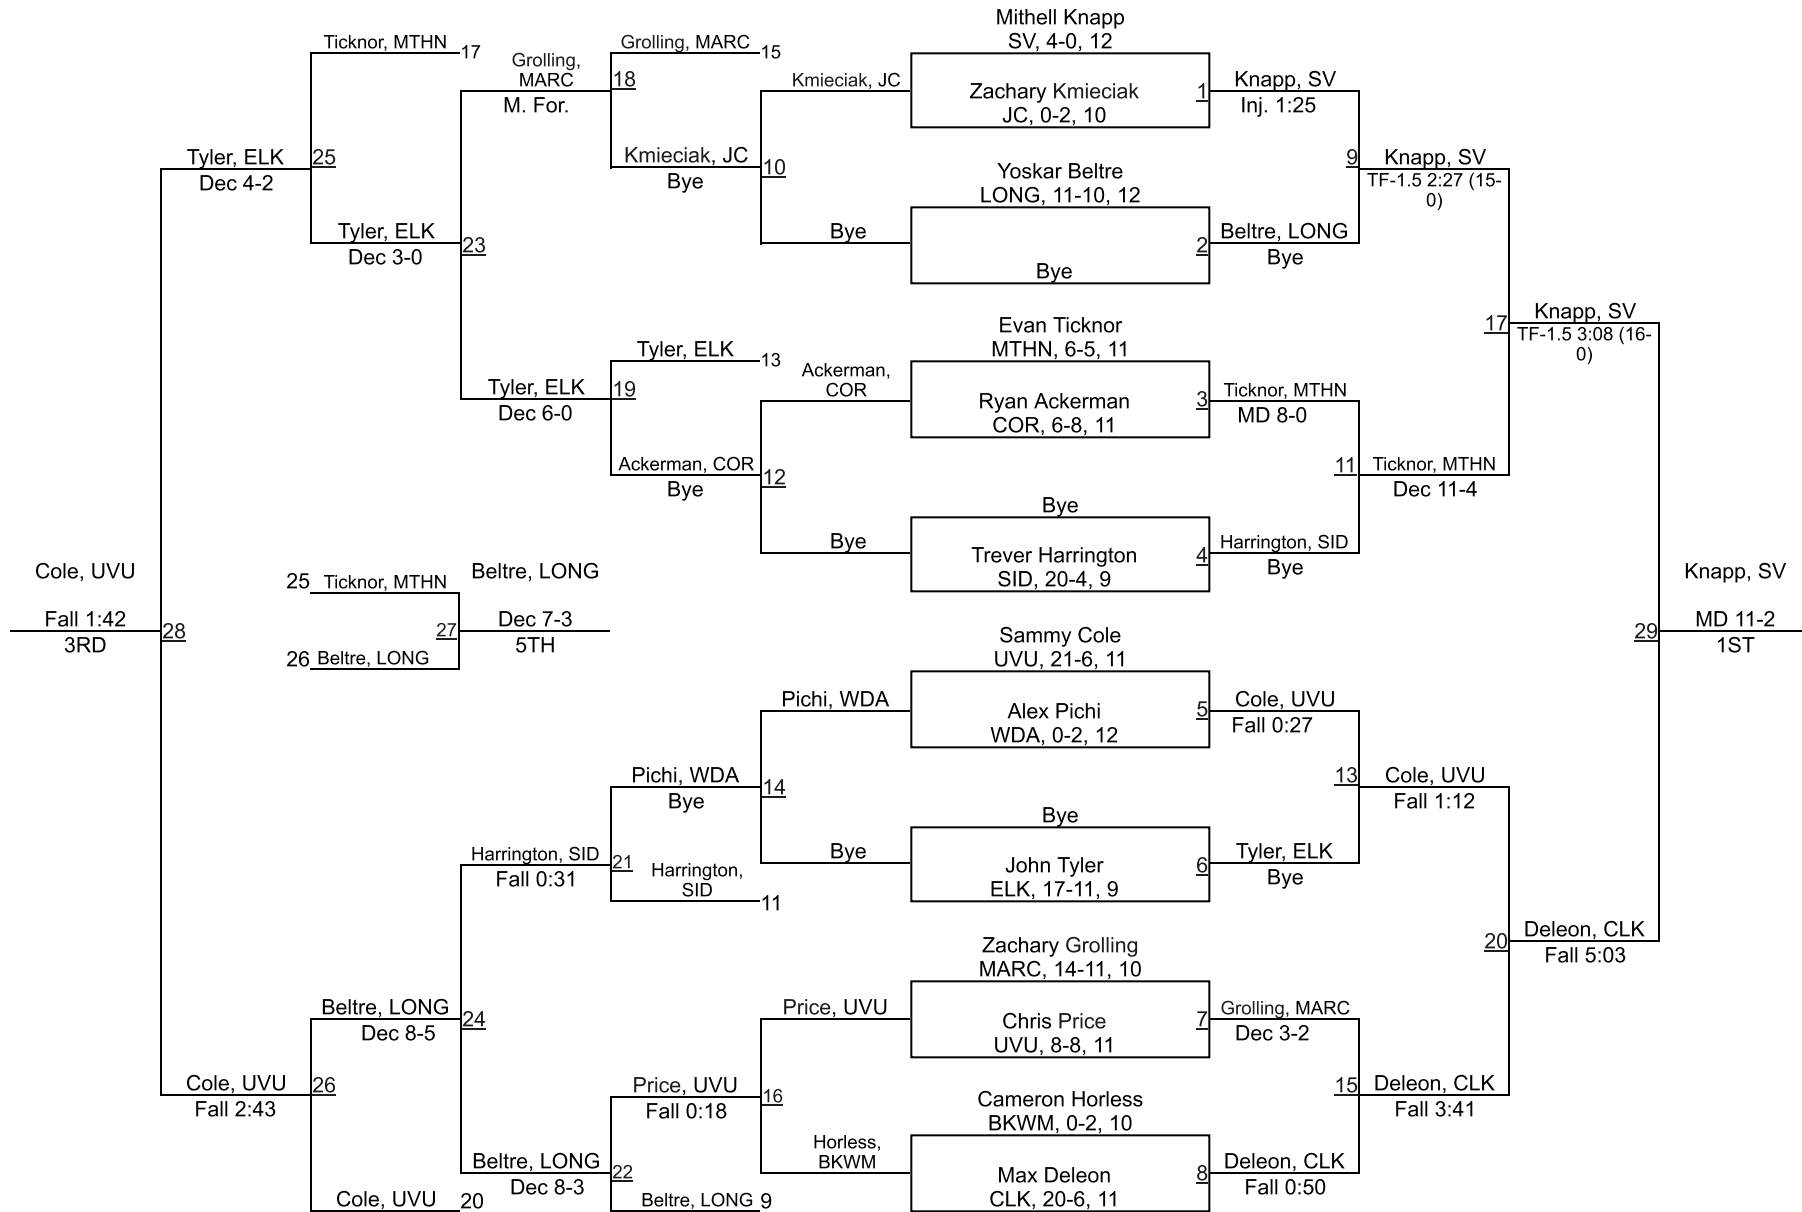 Ticknor, MTHN
17
Tyler, ELK
Dec 4-2
25
Tyler, ELK
Dec 3-0
Grolling,
MARC
M. For.
23
Tyler, ELK
Dec 6-0
Grolling, MARC
15
18
Kmieciak, JC
Bye
Tyler, ELK
13
19
Ackerman, COR
Bye
Kmieciak, JC
10
Bye
Ackerman,
COR
12
Bye
Mithell Knapp
SV, 4-0, 12
Zachary Kmieciak
JC, 0-2, 10
1
Yoskar Beltre
LONG, 11-10, 12
Bye
2
Evan Ticknor
MTHN, 6-5, 11
Ryan Ackerman
COR, 6-8, 11
3
Bye
Trever Harrington
SID, 20-4, 9
4
Knapp, SV
Inj. 1:25
9
Beltre, LONG
Bye
Ticknor, MTHN
MD 8-0
11
Harrington, SID
Bye
Knapp, SV
TF-1.5 2:27 (15-
0)
Ticknor, MTHN
Dec 11-4
17
Knapp, SV
TF-1.5 3:08 (16-
0)
Cole, UVU
Fall 1:42
3RD
28
25
Ticknor, MTHN
26
Beltre, LONG
27
Beltre, LONG
Dec 7-3
5TH
29
Knapp, SV
MD 11-2
1ST
Sammy Cole
UVU, 21-6, 11
Alex Pichi
WDA, 0-2, 12
5
Bye
John Tyler
ELK, 17-11, 9
6
Zachary Grolling
MARC, 14-11, 10
Chris Price
UVU, 8-8, 11
7
Cameron Horless
BKWM, 0-2, 10
Max Deleon
CLK, 20-6, 11
8
Cole, UVU
Fall 0:27
13
Tyler, ELK
Bye
Grolling, MARC
Dec 3-2
15
Deleon, CLK
Fall 0:50
Cole, UVU
Fall 1:12
20
Deleon, CLK
Fall 3:41
Deleon, CLK
Fall 5:03
Pichi, WDA
14
Bye
Price, UVU
16
Horless,
BKWM
Pichi, WDA
Bye
21
Harrington,
SID
11
Price, UVU
Fall 0:18
22
Beltre, LONG
9
Harrington, SID
Fall 0:31
24
Beltre, LONG
Dec 8-3
Beltre, LONG
Dec 8-5
26
Cole, UVU
20
Cole, UVU
Fall 2:43